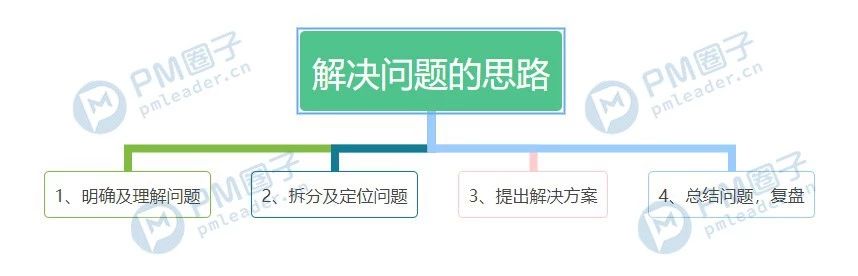 解决问题的思路
1、明确及理解问题
2、拆分及定位问题
3、提出解决方案
4、总结问题，复盘
PM圈子
pmleader.cn
PM圈子
pmleader.cn
PM圈子
pmleader.cn
PM圈子
pmleader.cn